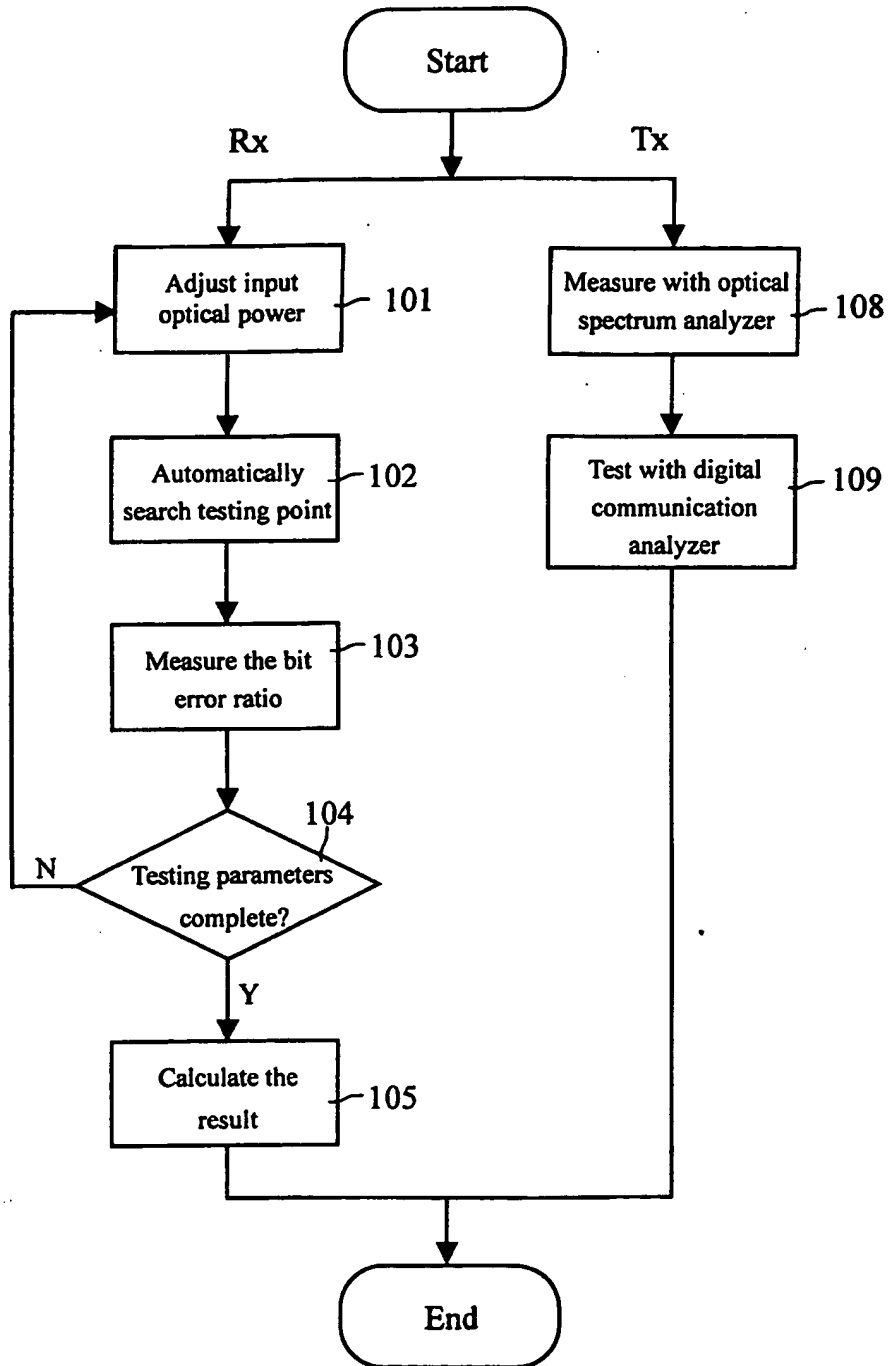 Start
Rx
Tx
Adjust input
optical power
101
Automatically
search testing point
102
Measure the bit
error ratio
103
104
Testing parameters
complete?
N
Y
Calculate the
result
105
Measure with optical
spectrum analyzer
108
Test with digital
communication
analyzer
109
End